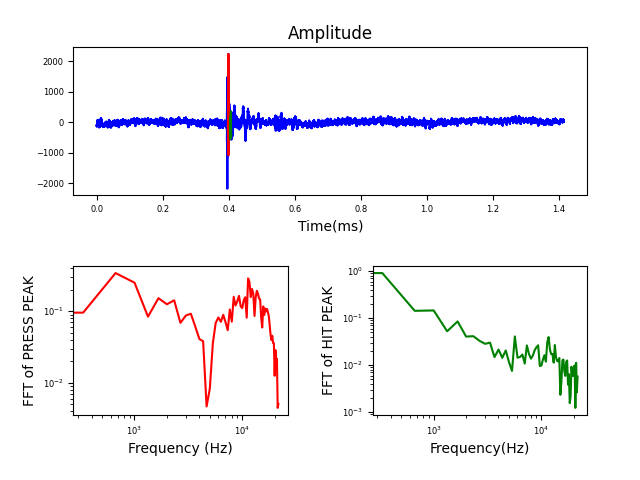 Amplitude
2000
1000
0
−1000
−2000
0.0 0.2 0.4 0.6 0.8 1.0 1.2 1.4
Time(ms)
FFT of PRESS PEAK
10⁻¹
10⁻²
10³ 10⁴
Frequency (Hz)
FFT of HIT PEAK
10⁰
10⁻¹
10⁻²
10⁻³
10³ 10⁴
Frequency(Hz)